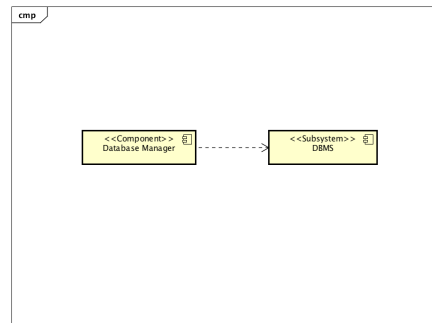 cmp
<<Component>>
Database Manager
<<Subsystem>>
DBMS